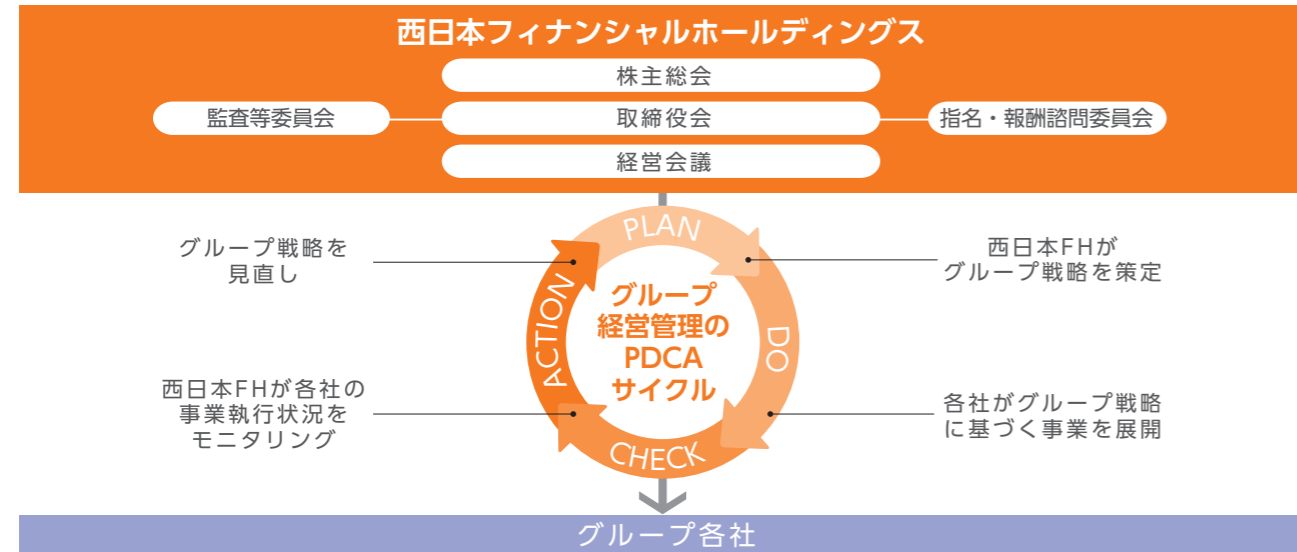 西日本フィナンシャルホールディングス
株主総会
監査等委員会
取締役会
指名・報酬諮問委員会
経営会議
PLAN
グループ戦略を
見直し
西日本FHが
グループ戦略を策定
ACTION
グループ
経営管理の
PDCA
サイクル
DO
西日本FHが各社の
事業執行状況を
モニタリング
各社がグループ戦略
に基づく事業を展開
CHECK
グループ各社